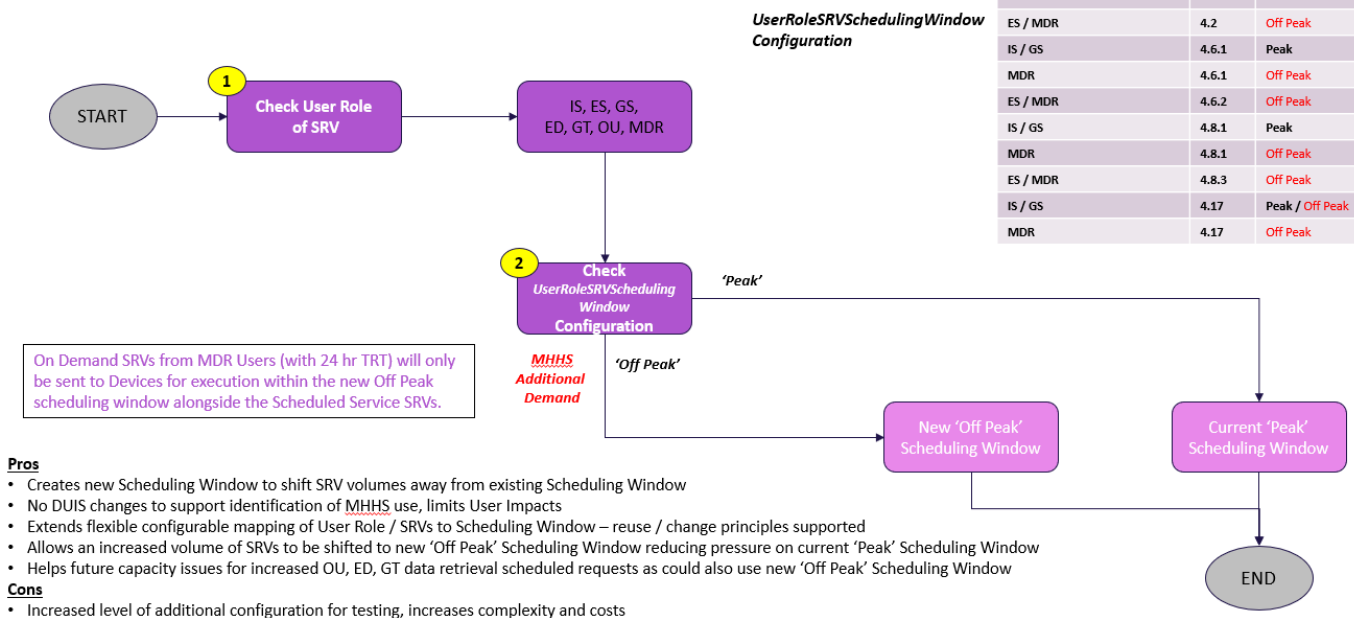 UserRoleSRVSchedulingWindow
Configuration
ES / MDR 4.2 Off Peak
IS / GS 4.6.1 Peak
MDR 4.6.1 Off Peak
ES / MDR 4.6.2 Off Peak
IS / GS 4.8.1 Peak
MDR 4.8.1 Off Peak
ES / MDR 4.8.3 Off Peak
IS / GS 4.17 Peak / Off Peak
MDR 4.17 Off Peak
START
1
Check User Role
of SRV
IS, ES, GS,
ED, GT, OU, MDR
2
Check
UserRoleSRVScheduling
Window
Configuration
'Peak'
MHHS
Additional
Demand
'Off Peak'
On Demand SRVs from MDR Users (with 24 hr TRT) will only
be sent to Devices for execution within the new Off Peak
scheduling window alongside the Scheduled Service SRVs.
New 'Off Peak'
Scheduling Window
Current 'Peak'
Scheduling Window
END
Pros
• Creates new Scheduling Window to shift SRV volumes away from existing Scheduling Window
• No DUIS changes to support identification of MHHS use, limits User Impacts
• Extends flexible configurable mapping of User Role / SRVs to Scheduling Window – reuse / change principles supported
• Allows an increased volume of SRVs to be shifted to new 'Off Peak' Scheduling Window reducing pressure on current 'Peak' Scheduling Window
• Helps future capacity issues for increased OU, ED, GT data retrieval scheduled requests as could also use new 'Off Peak' Scheduling Window
Cons
• Increased level of additional configuration for testing, increases complexity and costs